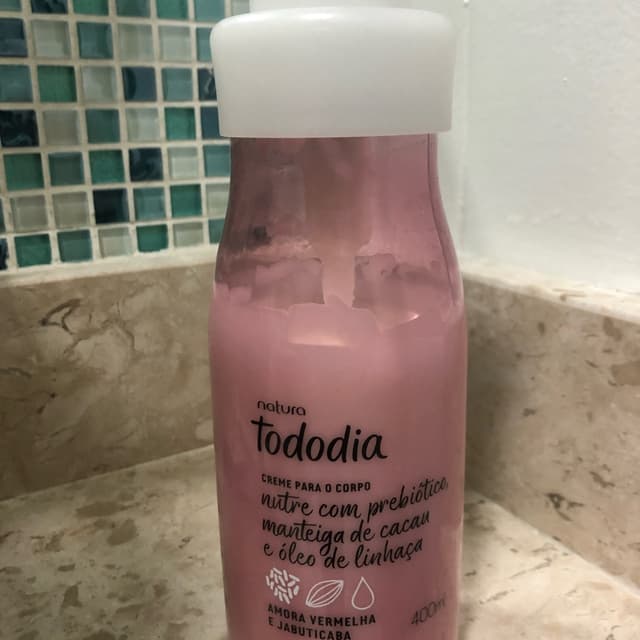 natura
tododia
CREME PARA O CORPO
nutre com prebiótico,
manteiga de cacau
e óleo de linhaça
AMORA VERMELHA
E JABUTICABA
400ml